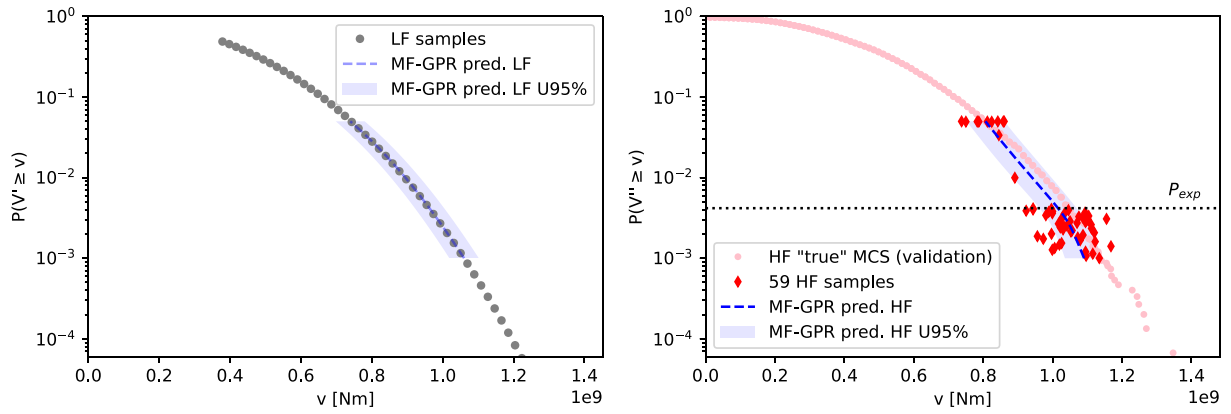 10⁰
10⁻¹
10⁻²
10⁻³
10⁻⁴
P(V' ≥ v)
LF samples
MF-GPR pred. LF
MF-GPR pred. LF U95%
0.0 0.2 0.4 0.6 0.8 1.0 1.2 1.4
1e9
v [Nm]
10⁰
10⁻¹
10⁻²
10⁻³
10⁻⁴
P(V'' ≥ v)
P_exp
HF "true" MCS (validation)
59 HF samples
MF-GPR pred. HF
MF-GPR pred. HF U95%
0.0 0.2 0.4 0.6 0.8 1.0 1.2 1.4
1e9
v [Nm]